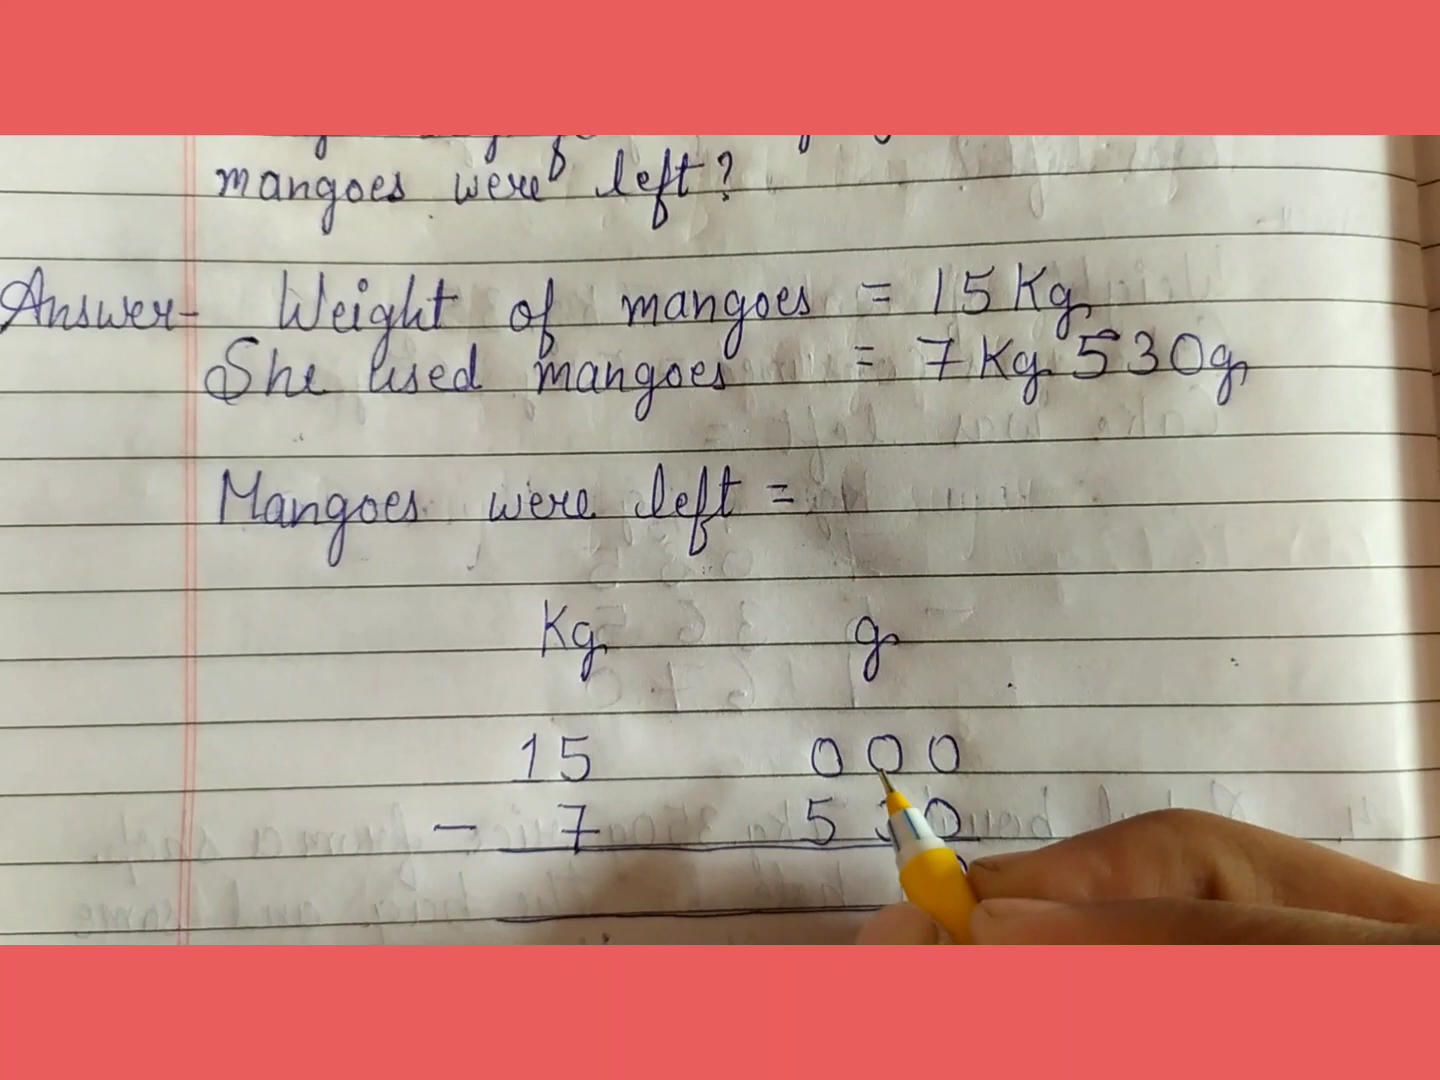 mangoes were left?
Answer- Weight of mangoes = 15 Kg
She used mangoes = 7 Kg 530g
Mangoes were left =
Kg g
15 000
- 7 530